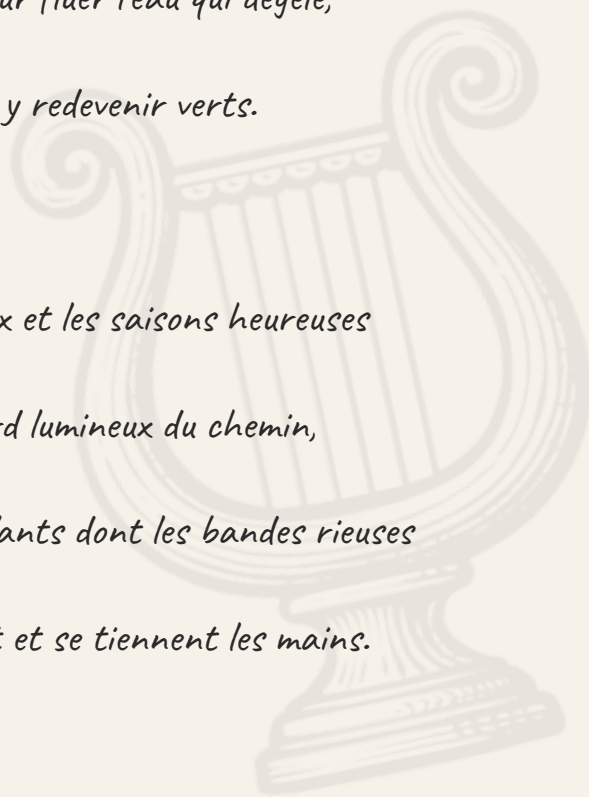 fluer l'eau qui dégèle,
y redevenir verts.
et les saisons heureuses
lumineux du chemin,
dont les bandes rieuses
et se tiennent les mains.